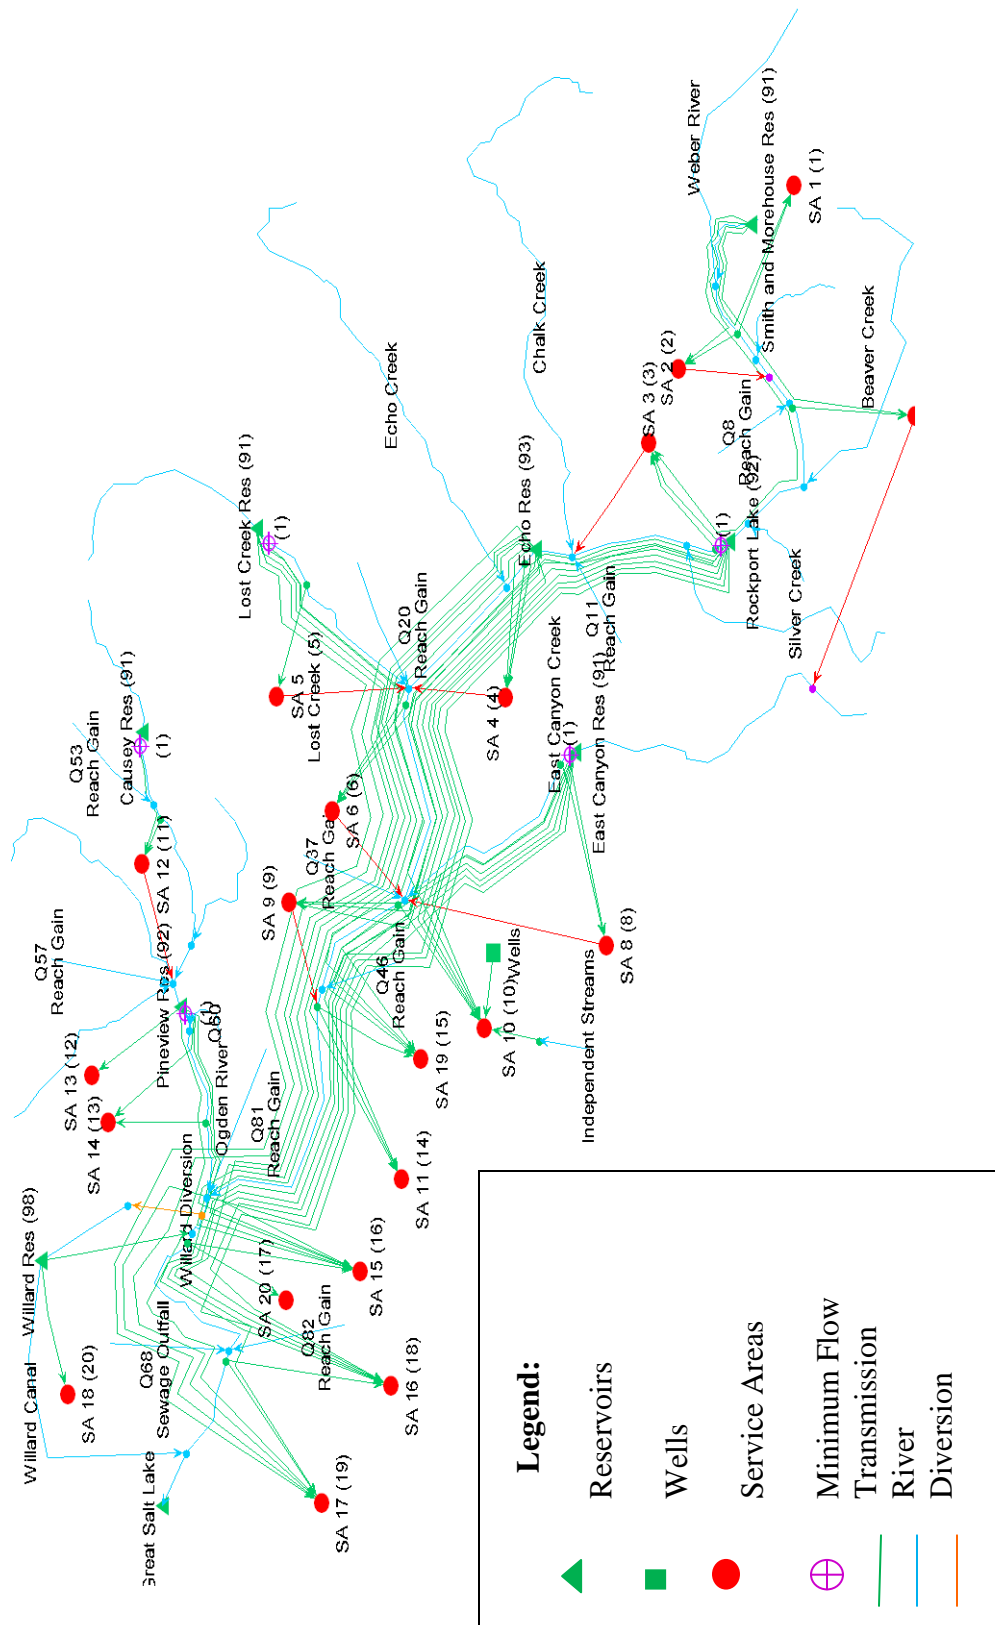 Willard Canal
Willard Res (98)
SA 18 (20)
Great Salt Lake
Q68
Sewage Outfall
Willard Diversion
SA 14 (13)
SA 13 (12)
Pineview Res (92)
(1)
Q60
Ogden River
Q57
Reach Gain
SA 12 (11)
Q53
Reach Gain
Causey Res (91)
(1)
Q81
Reach Gain
SA 20 (17)
Q82
Reach Gain
SA 17 (19)
SA 16 (18)
SA 15 (16)
SA 11 (14)
SA 19 (15)
Q46
Reach Gain
SA 9 (9)
Q37
Reach Gain
SA 6 (6)
SA 5
Lost Creek (5)
Lost Creek Res (91)
(1)
Q20
Reach Gain
Echo Creek
SA 4 (4)
Echo Res (93)
Chalk Creek
SA 10 (10)
Wells
Independent Streams
SA 8 (8)
East Canyon Creek
(1)
East Canyon Res (91)
Q11
Reach Gain
SA 3 (3)
SA 2 (2)
Weber River
Q8
Reach Gain
(1)
Rockport Lake (92)
Smith and Morehouse Res (91)
SA 1 (1)
Silver Creek
Beaver Creek
Legend:
Reservoirs
Wells
Service Areas
Minimum Flow
Transmission
River
Diversion